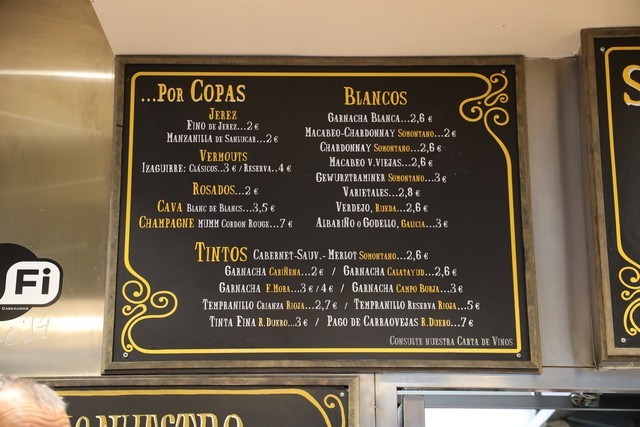 ...Por Copas
Jerez
Fino de Jerez...2 €
Manzanilla de Sanlucar...2 €
Vermouts
Izaguirre: Clásicos..3 € / Reserva..4 €
Rosados...2 €
Cava Blanc de Blancs...3,5 €
Champagne Mumm Cordon Rouge...7 €
Blancos
Garnacha Blanca...2,6 €
Macabeo-Chardonnay Somontano...2 €
Chardonnay Somontano...2,6 €
Macabeo V.Viejas...2,6 €
Gewurztraminer Somontano...3 €
Varietales...2,8 €
Verdejo, Rueda...2,6 €
Albariño o Godello, Galicia...3 €
Tintos Cabernet-Sauv.- Merlot Somontano...2,6 €
Garnacha Cariñena...2 € / Garnacha Calatayud...2,6 €
Garnacha F.Mora...3 € / 4 € / Garnacha Campo Borja...3 €
Tempranillo Crianza Rioja...2,7 € / Tempranillo Reserva Rioja...5 €
Tinta Fina R.Duero...3 € / Pago de Carraovejas R.Duero...7 €
Consulte nuestra Carta de Vinos
Fi
S
nuestro